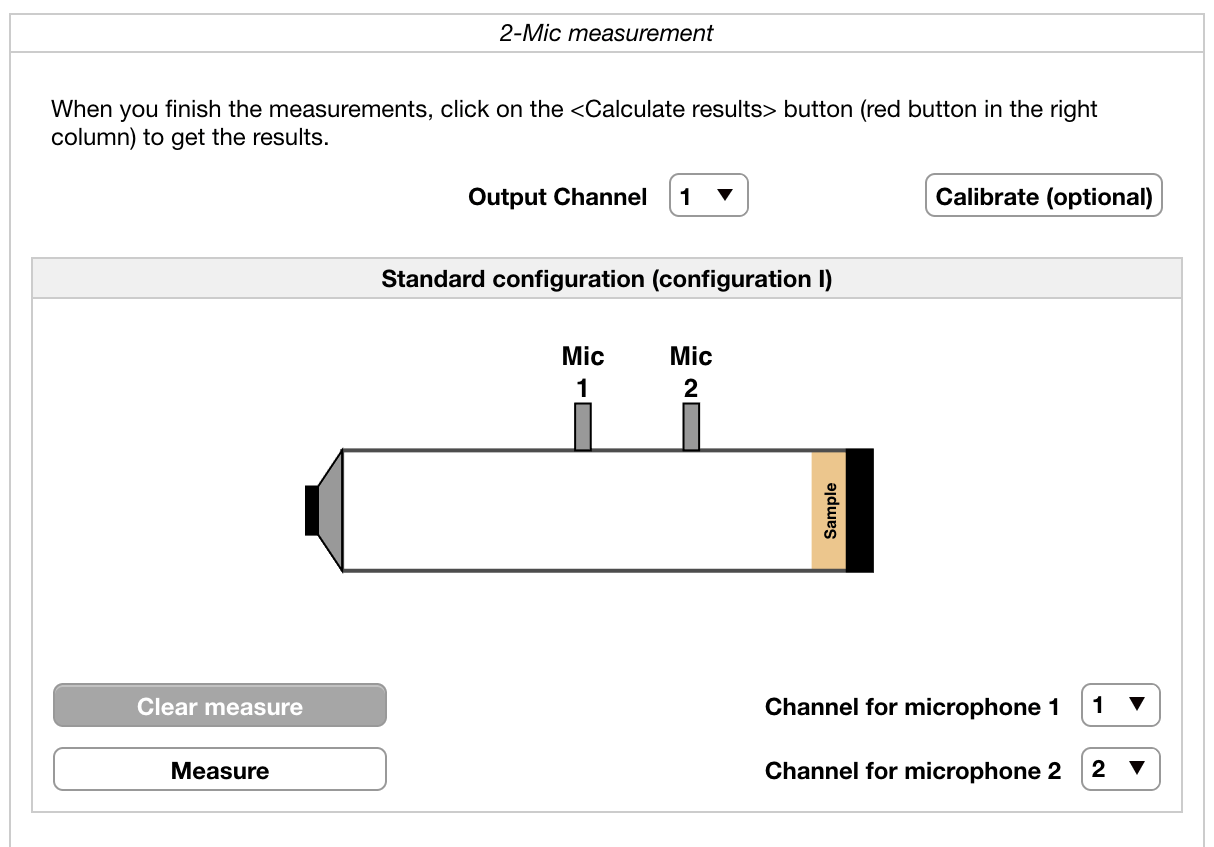 2-Mic measurement
When you finish the measurements, click on the <Calculate results> button (red button in the right
column) to get the results.
Output Channel 1 ▼ Calibrate (optional)
Standard configuration (configuration I)
Mic Mic
1 2
Sample
Clear measure Channel for microphone 1 1 ▼
Measure Channel for microphone 2 2 ▼